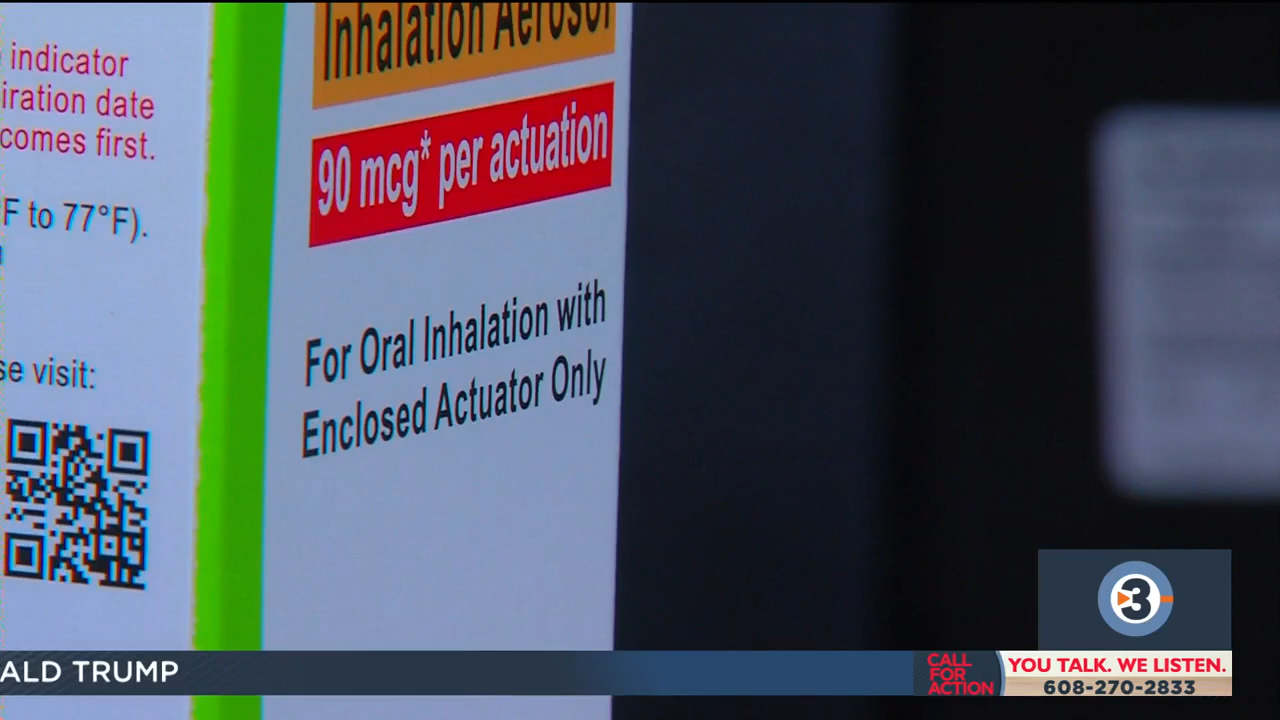 indicator
iration date
comes first.
F to 77°F).
se visit:
Inhalation Aerosol
90 mcg* per actuation
For Oral Inhalation with
Enclosed Actuator Only
3
ALD TRUMP
CALL
FOR
ACTION
YOU TALK. WE LISTEN.
608-270-2833